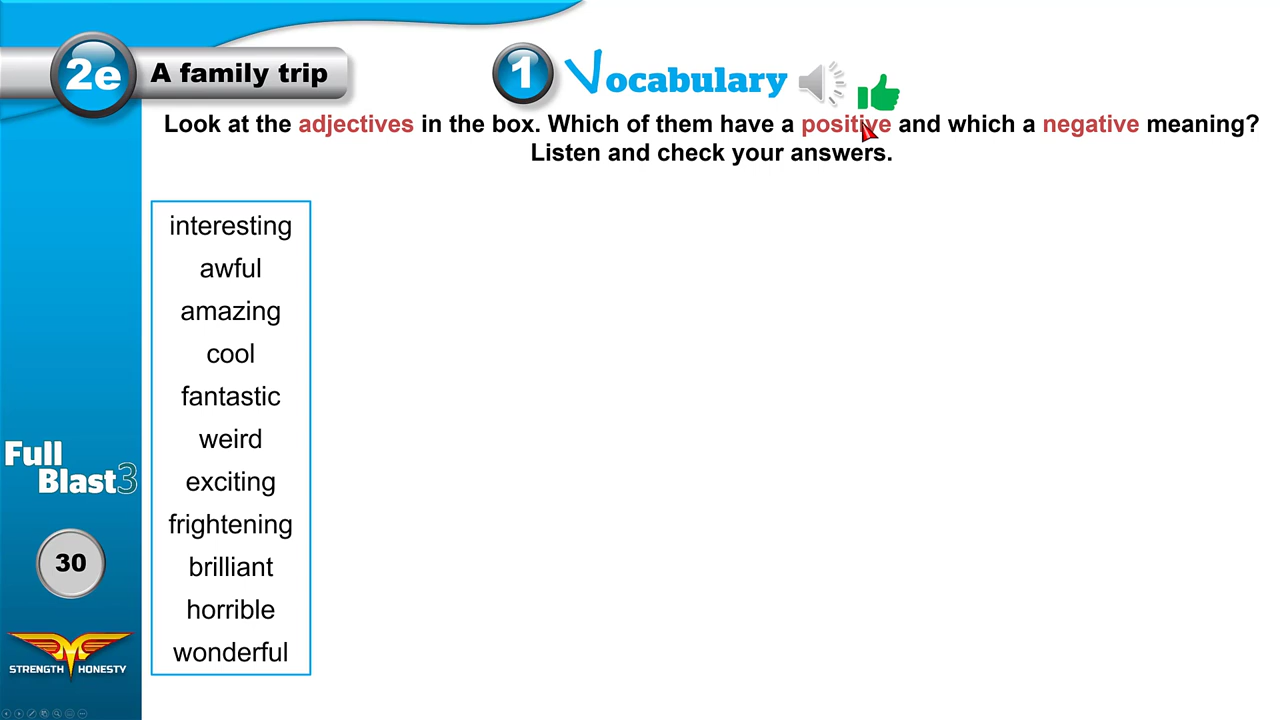 2e A family trip
1 Vocabulary
Look at the adjectives in the box. Which of them have a positive and which a negative meaning?
Listen and check your answers.
interesting
awful
amazing
cool
fantastic
weird
exciting
frightening
brilliant
horrible
wonderful
Full
Blast3
30
STRENGTH HONESTY